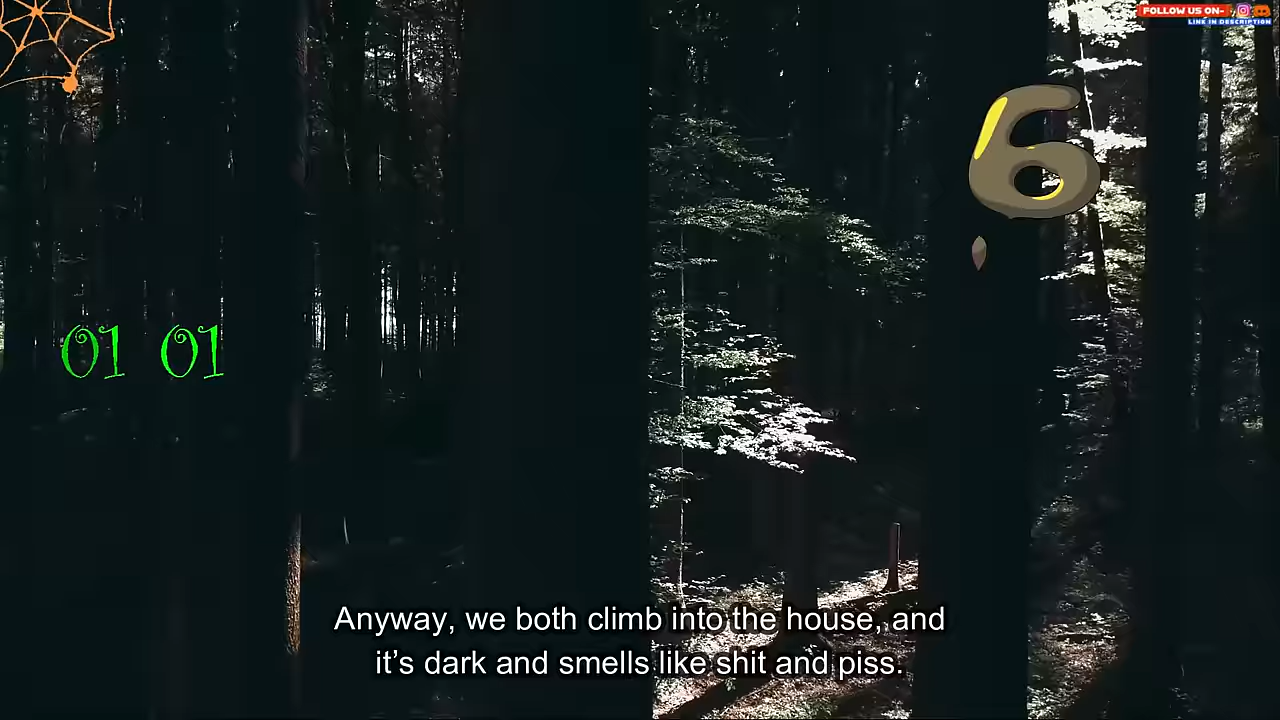 FOLLOW US ON-
LINK IN DESCRIPTION
6
01 01
Anyway, we both climb into the house, and
it’s dark and smells like shit and piss.